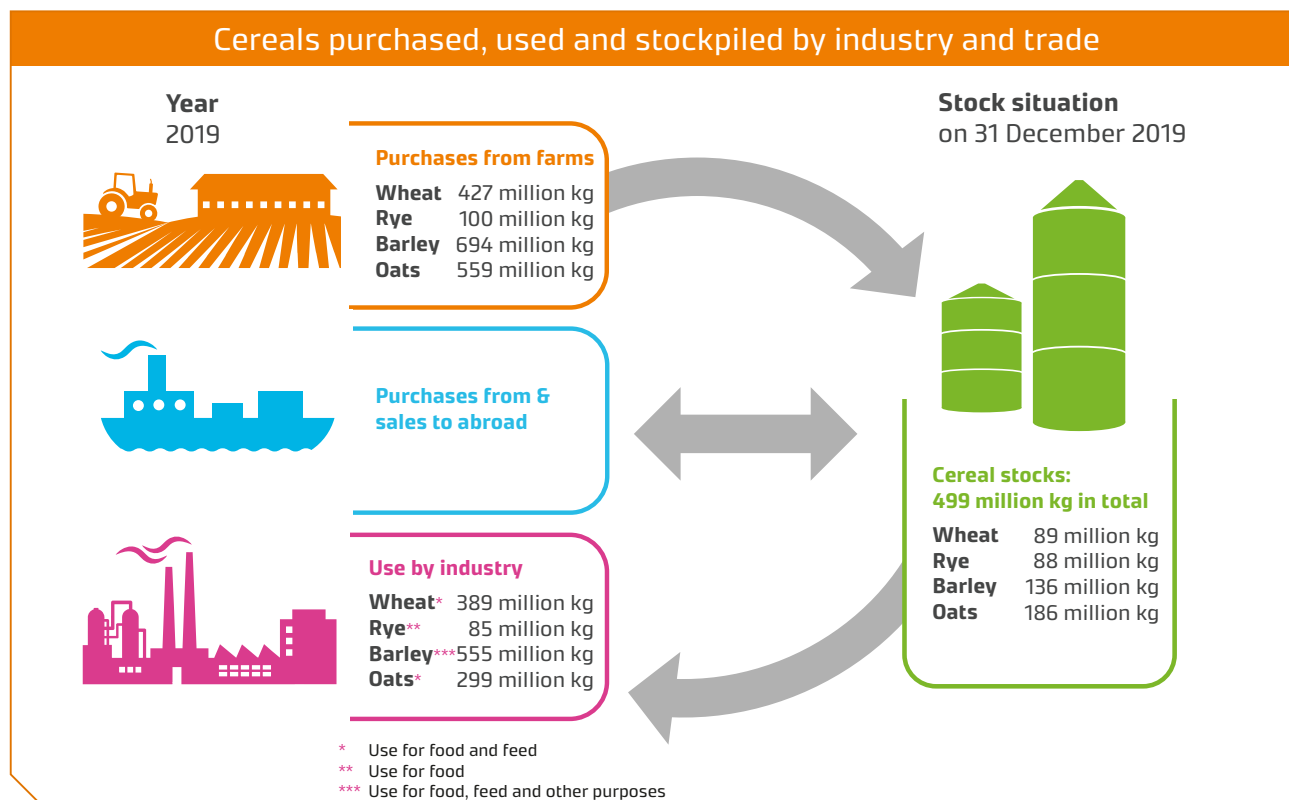 Cereals purchased, used and stockpiled by industry and trade
Year
2019
Purchases from farms
Wheat 427 million kg
Rye 100 million kg
Barley 694 million kg
Oats 559 million kg
Purchases from &
sales to abroad
Use by industry
Wheat* 389 million kg
Rye** 85 million kg
Barley***555 million kg
Oats* 299 million kg
* Use for food and feed
** Use for food
*** Use for food, feed and other purposes
Stock situation
on 31 December 2019
Cereal stocks:
499 million kg in total
Wheat 89 million kg
Rye 88 million kg
Barley 136 million kg
Oats 186 million kg